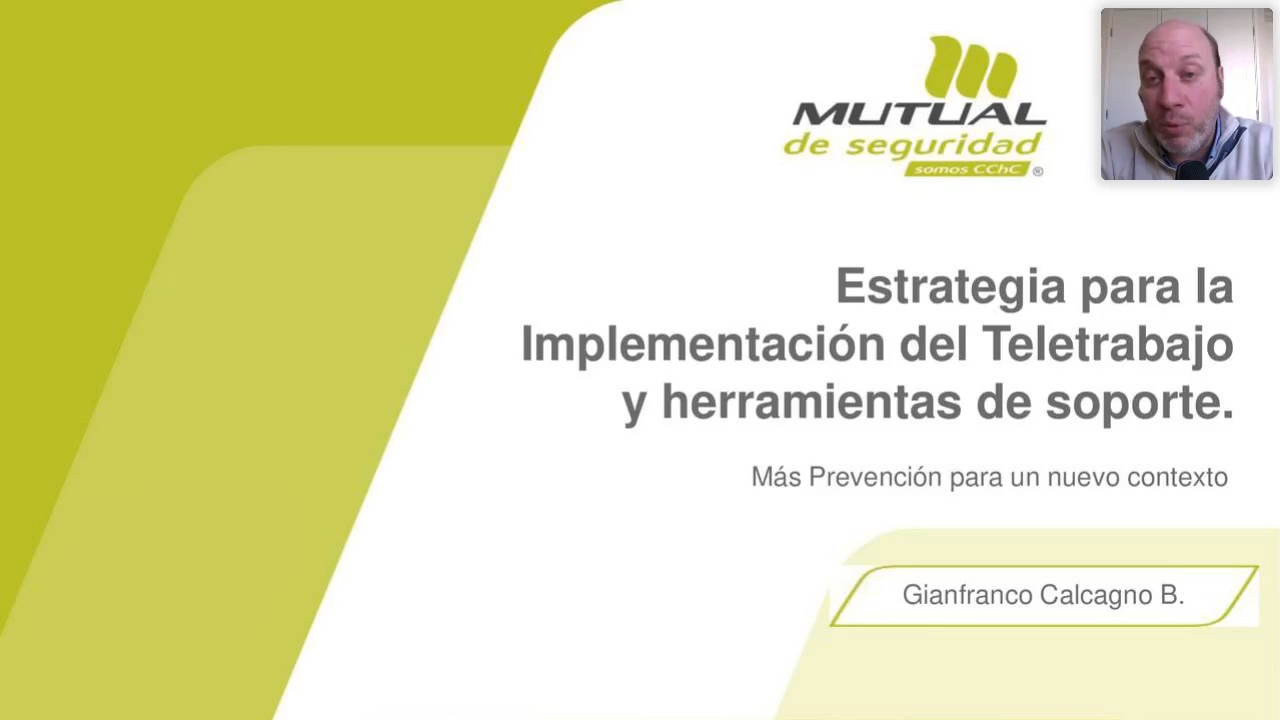 MUTUAL
de seguridad
somos CChC ®
Estrategia para la
Implementación del Teletrabajo
y herramientas de soporte.
Más Prevención para un nuevo contexto
Gianfranco Calcagno B.